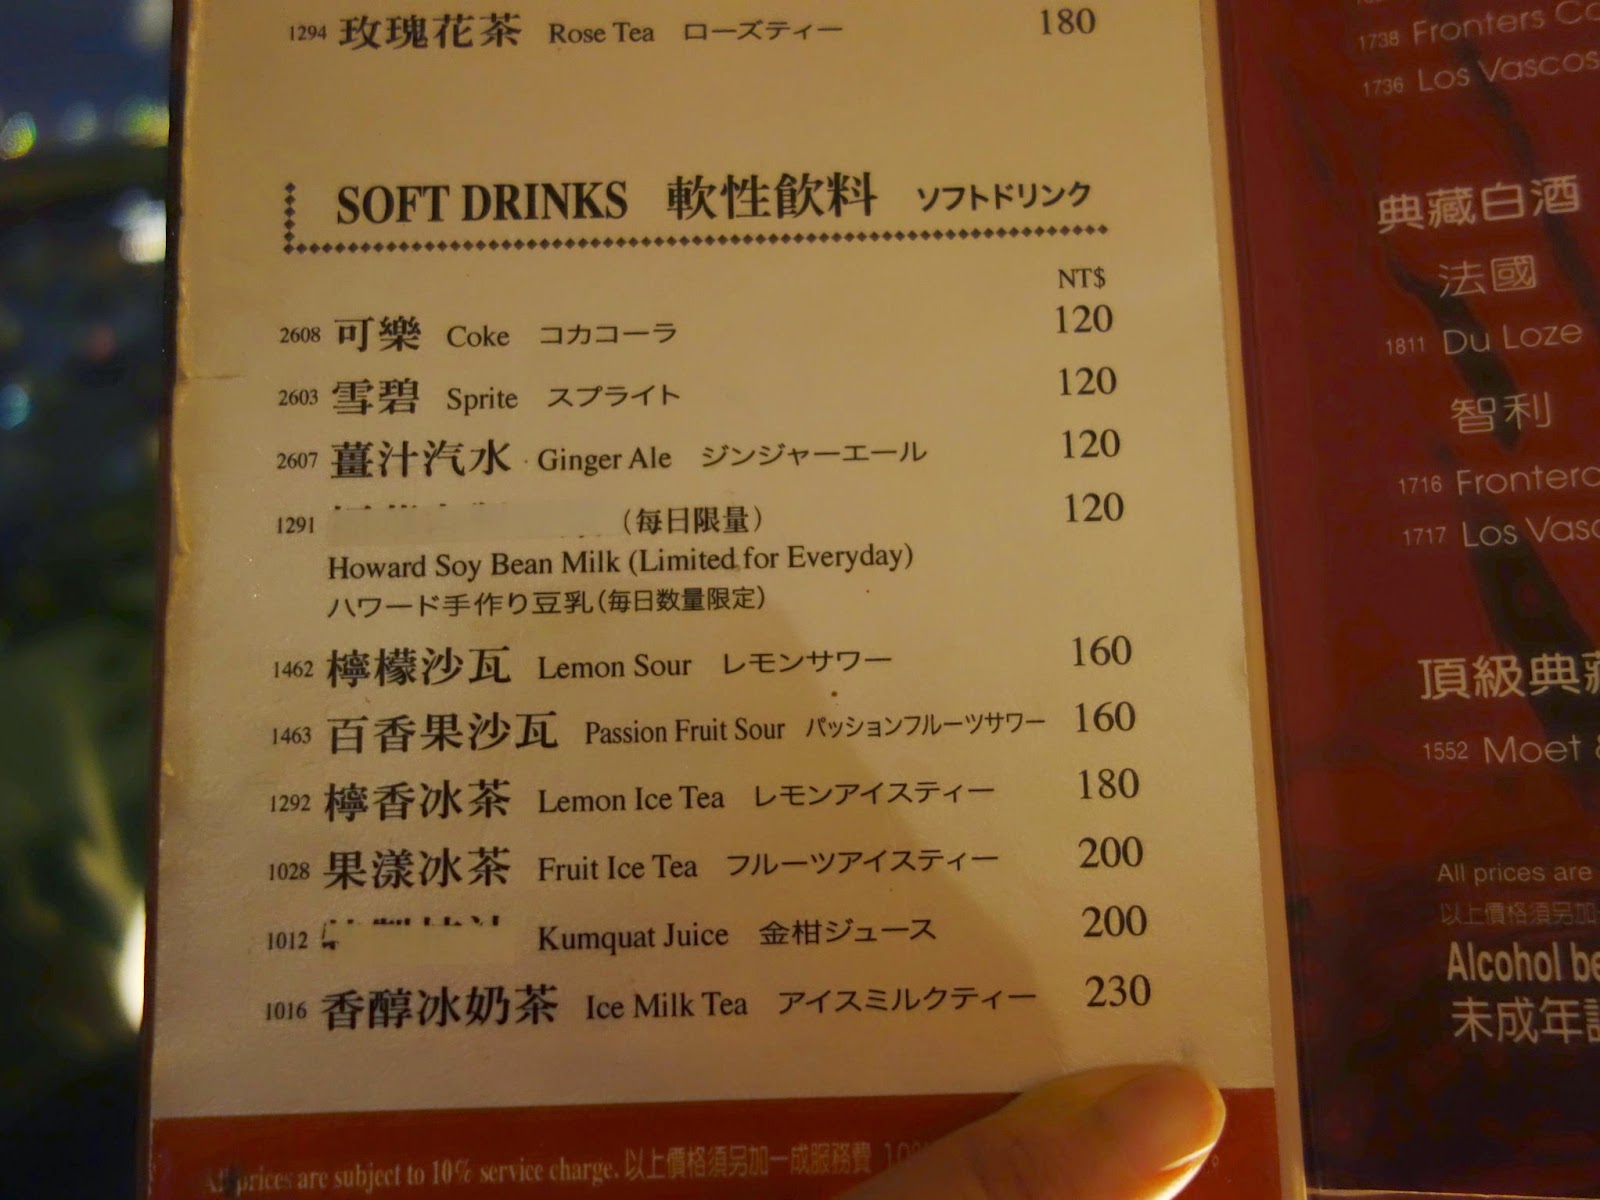 1294 玫瑰花茶 Rose Tea ローズティー 180
SOFT DRINKS 軟性飲料 ソフトドリンク
NT$
2608 可樂 Coke コカコーラ 120
2603 雪碧 Sprite スプライト 120
2607 薑汁汽水 Ginger Ale ジンジャーエール 120
1291 （每日限量） 120
Howard Soy Bean Milk (Limited for Everyday)
ハワード手作り豆乳（毎日数量限定）
1462 檸檬沙瓦 Lemon Sour レモンサワー 160
1463 百香果沙瓦 Passion Fruit Sour パッションフルーツサワー 160
1292 檸香冰茶 Lemon Ice Tea レモンアイスティー 180
1028 果漾冰茶 Fruit Ice Tea フルーツアイスティー 200
1012 Kumquat Juice 金柑ジュース 200
1016 香醇冰奶茶 Ice Milk Tea アイスミルクティー 230
All prices are subject to 10% service charge. 以上價格須另加一成服務費
1738 Fronters
1736 Los Vascos
典藏白酒
法國
1811 Du Loze
智利
1716
1717 Los
頂級典
1552 Moet
All prices are
以上價格須另加
Alcohol
未成年